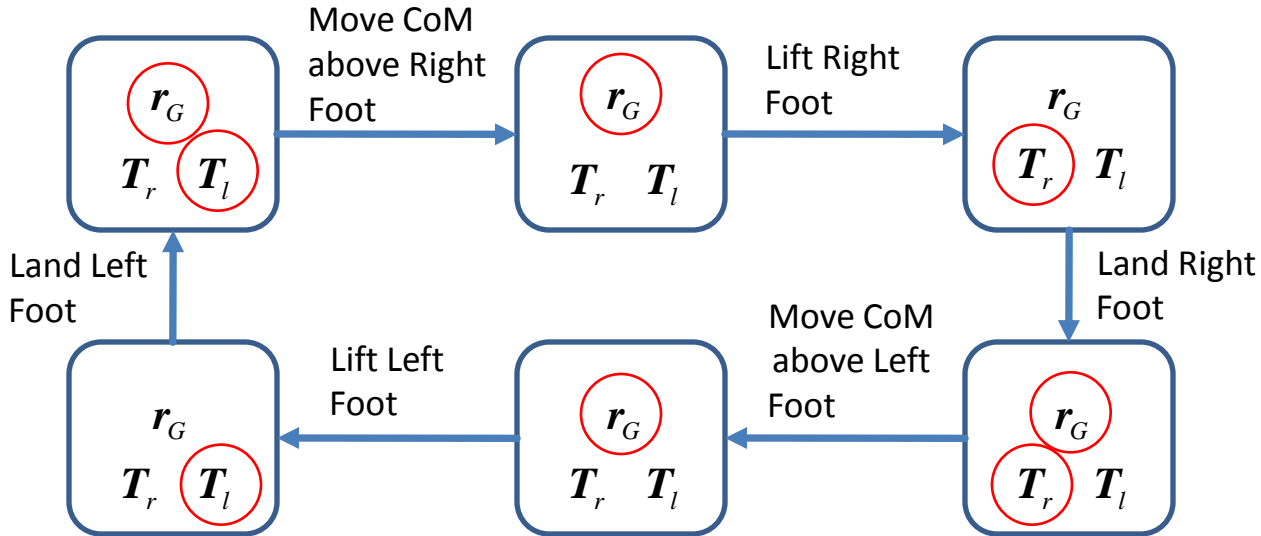 Move CoM
above Right
Foot
Lift Right
Foot
r_G
T_r T_l
r_G
T_r T_l
r_G
T_r T_l
Land Left
Foot
Land Right
Foot
Move CoM
above Left
Foot
Lift Left
Foot
r_G
T_r T_l
r_G
T_r T_l
r_G
T_r T_l